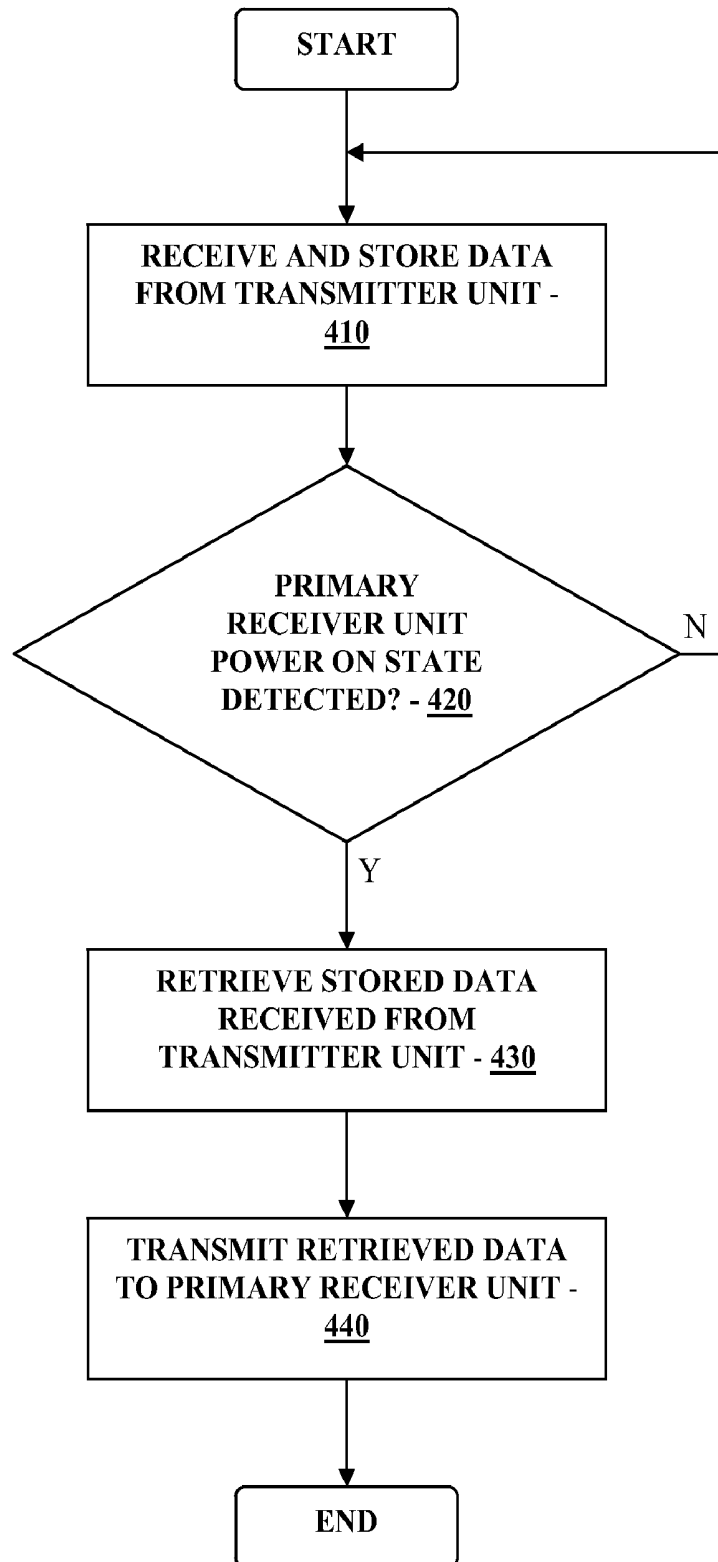 START
RECEIVE AND STORE DATA
FROM TRANSMITTER UNIT -
410
PRIMARY
RECEIVER UNIT
POWER ON STATE
DETECTED? - 420
N
Y
RETRIEVE STORED DATA
RECEIVED FROM
TRANSMITTER UNIT - 430
TRANSMIT RETRIEVED DATA
TO PRIMARY RECEIVER UNIT -
440
END